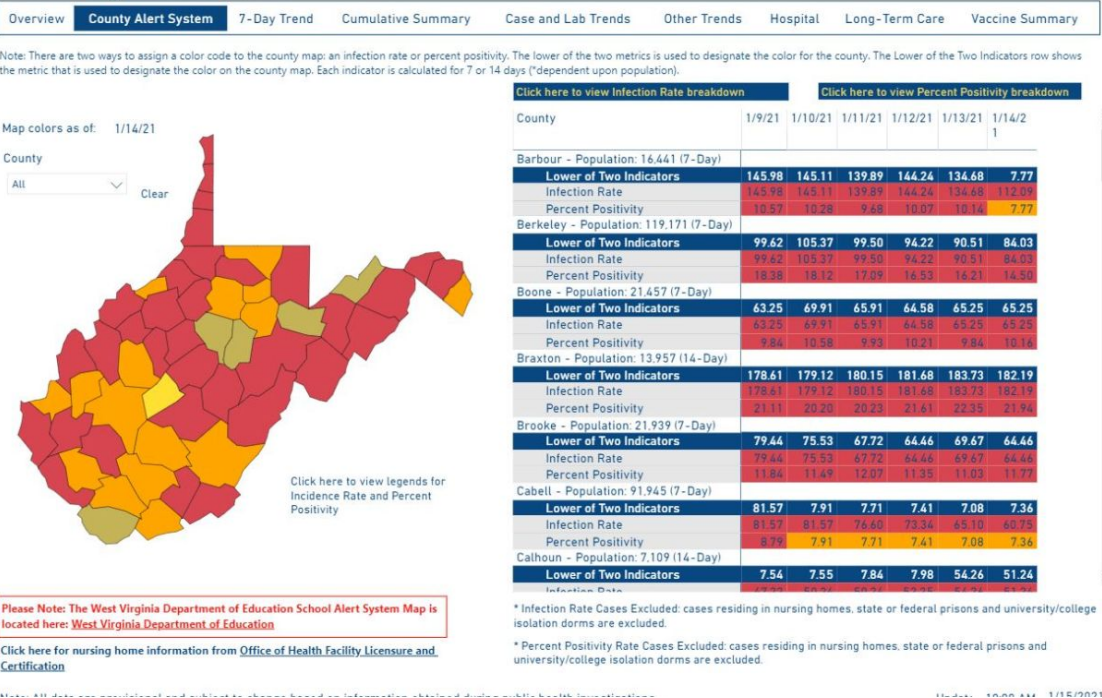 Overview County Alert System 7-Day Trend Cumulative Summary Case and Lab Trends Other Trends Hospital Long-Term Care Vaccine Summary
Note: There are two ways to assign a color code to the county map: an infection rate or percent positivity. The lower of the two metrics is used to designate the color for the county. The Lower of the Two Indicators row shows
the metric that is used to designate the color on the county map. Each indicator is calculated for 7 or 14 days (*dependent upon population).
Click here to view Infection Rate breakdown Click here to view Percent Positivity breakdown
Map colors as of: 1/14/21
County
All
Clear
Click here to view legends for
Incidence Rate and Percent
Positivity
County 1/9/21 1/10/21 1/11/21 1/12/21 1/13/21 1/14/2
1
Barbour - Population: 16,441 (7-Day)
Lower of Two Indicators 145.98 145.11 139.89 144.24 134.68 7.77
Infection Rate 145.98 145.11 139.89 144.24 134.68 112.09
Percent Positivity 10.57 10.28 9.68 10.07 10.14 7.77
Berkeley - Population: 119,171 (7-Day)
Lower of Two Indicators 99.62 105.37 99.50 94.22 90.51 84.03
Infection Rate 99.62 105.37 99.50 94.22 90.51 84.03
Percent Positivity 18.38 18.12 17.09 16.53 16.21 14.50
Boone - Population: 21,457 (7-Day)
Lower of Two Indicators 63.25 69.91 65.91 64.58 65.25 65.25
Infection Rate 63.25 69.91 65.91 64.58 65.25 65.25
Percent Positivity 9.84 10.58 9.93 10.21 9.84 10.16
Braxton - Population: 13,957 (14-Day)
Lower of Two Indicators 178.61 179.12 180.15 181.68 183.73 182.19
Infection Rate 178.61 179.12 180.15 181.68 183.73 182.19
Percent Positivity 21.11 20.20 20.23 21.61 22.35 21.94
Brooke - Population: 21,939 (7-Day)
Lower of Two Indicators 79.44 75.53 67.72 64.46 69.67 64.46
Infection Rate 79.44 75.53 67.72 64.46 69.67 64.46
Percent Positivity 11.84 11.49 12.07 11.35 11.03 11.77
Cabell - Population: 91,945 (7-Day)
Lower of Two Indicators 81.57 7.91 7.71 7.41 7.08 7.36
Infection Rate 81.57 81.57 76.60 73.34 65.10 60.75
Percent Positivity 8.79 7.91 7.71 7.41 7.08 7.36
Calhoun - Population: 7,109 (14-Day)
Lower of Two Indicators 7.54 7.55 7.84 7.98 54.26 51.24
Infection Rate
Please Note: The West Virginia Department of Education School Alert System Map is
located here: West Virginia Department of Education
Click here for nursing home information from Office of Health Facility Licensure and
Certification
* Infection Rate Cases Excluded: cases residing in nursing homes, state or federal prisons and university/college
isolation dorms are excluded.
* Percent Positivity Rate Cases Excluded: cases residing in nursing homes, state or federal prisons and
university/college isolation dorms are excluded.
Note: All data are provisional and subject to change based on information obtained during public health investigations. 10:00 AM 1/15/2021